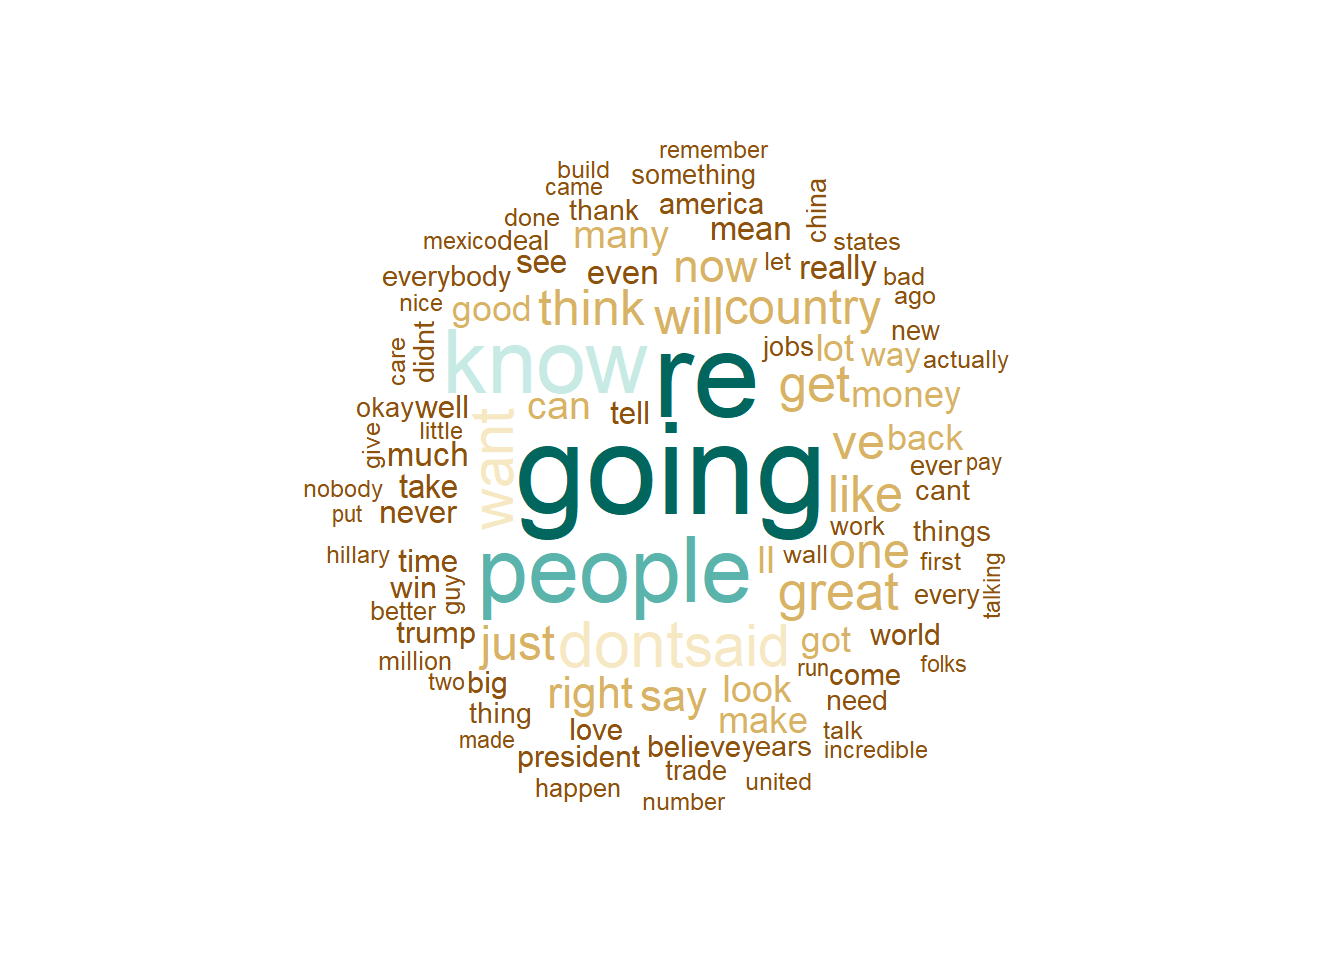 remember
build something
came
china
done thank america
mexico deal many mean states
everybody see even now let really bad
nice good think will country ago
care didnt know re jobs lot way new actually
okay well can tell get money
little want
give much going ve back
nobody take like ever pay
put never cant
work things
hillary time people ll wall one first
win guy great every talking
better
trump just dont said got world
million run come folks
two big right say look need
thing make
made love talk
president believe years incredible
trade
happen united
number